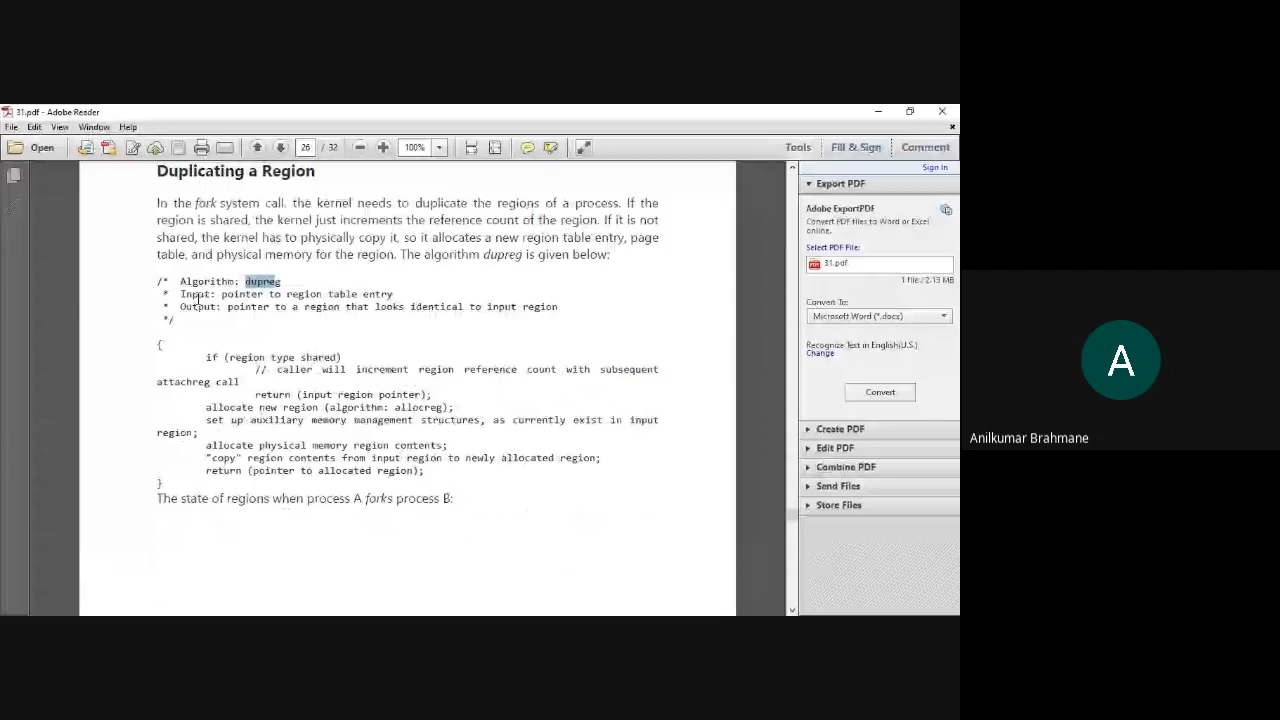 31.pdf - Adobe Reader
File Edit View Window Help
Open 26 / 32 100% Tools Fill & Sign Comment
Sign In
Duplicating a Region
In the fork system call, the kernel needs to duplicate the regions of a process. If the
region is shared, the kernel just increments the reference count of the region. If it is not
shared, the kernel has to physically copy it, so it allocates a new region table entry, page
table, and physical memory for the region. The algorithm dupreg is given below:
/* Algorithm: dupreg
* Input: pointer to region table entry
* Output: pointer to a region that looks identical to input region
*/
{
if (region type shared)
// caller will increment region reference count with subsequent
attachreg call
return (input region pointer);
allocate new region (algorithm: allocreg);
set up auxiliary memory management structures, as currently exist in input
region;
allocate physical memory region contents;
"copy" region contents from input region to newly allocated region;
return (pointer to allocated region);
}
The state of regions when process A forks process B:
Export PDF
Adobe ExportPDF
Convert PDF files to Word or Excel
online.
Select PDF File:
31.pdf
1 file / 2.13 MB
Convert To:
Microsoft Word (*.docx)
Recognize Text in English(U.S.)
Change
Convert
Create PDF
Edit PDF
Combine PDF
Send Files
Store Files
A
Anilkumar Brahmane